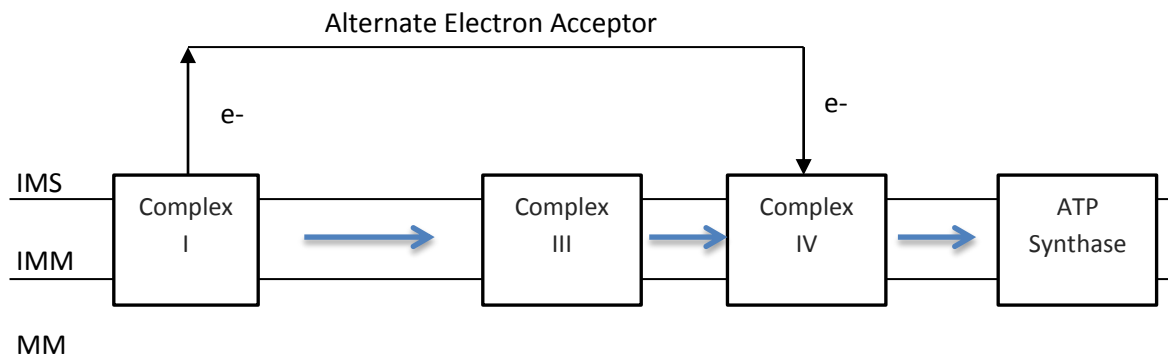 Alternate Electron Acceptor
e-
e-
IMS
Complex
I
Complex
III
Complex
IV
ATP
Synthase
IMM
MM